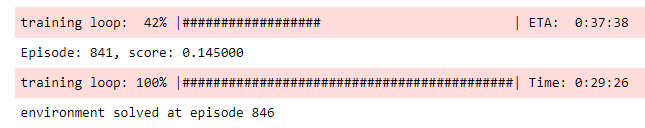 training loop:  42% |##################                         | ETA:  0:37:38
Episode: 841, score: 0.145000
training loop: 100% |###########################################| Time: 0:29:26
environment solved at episode 846